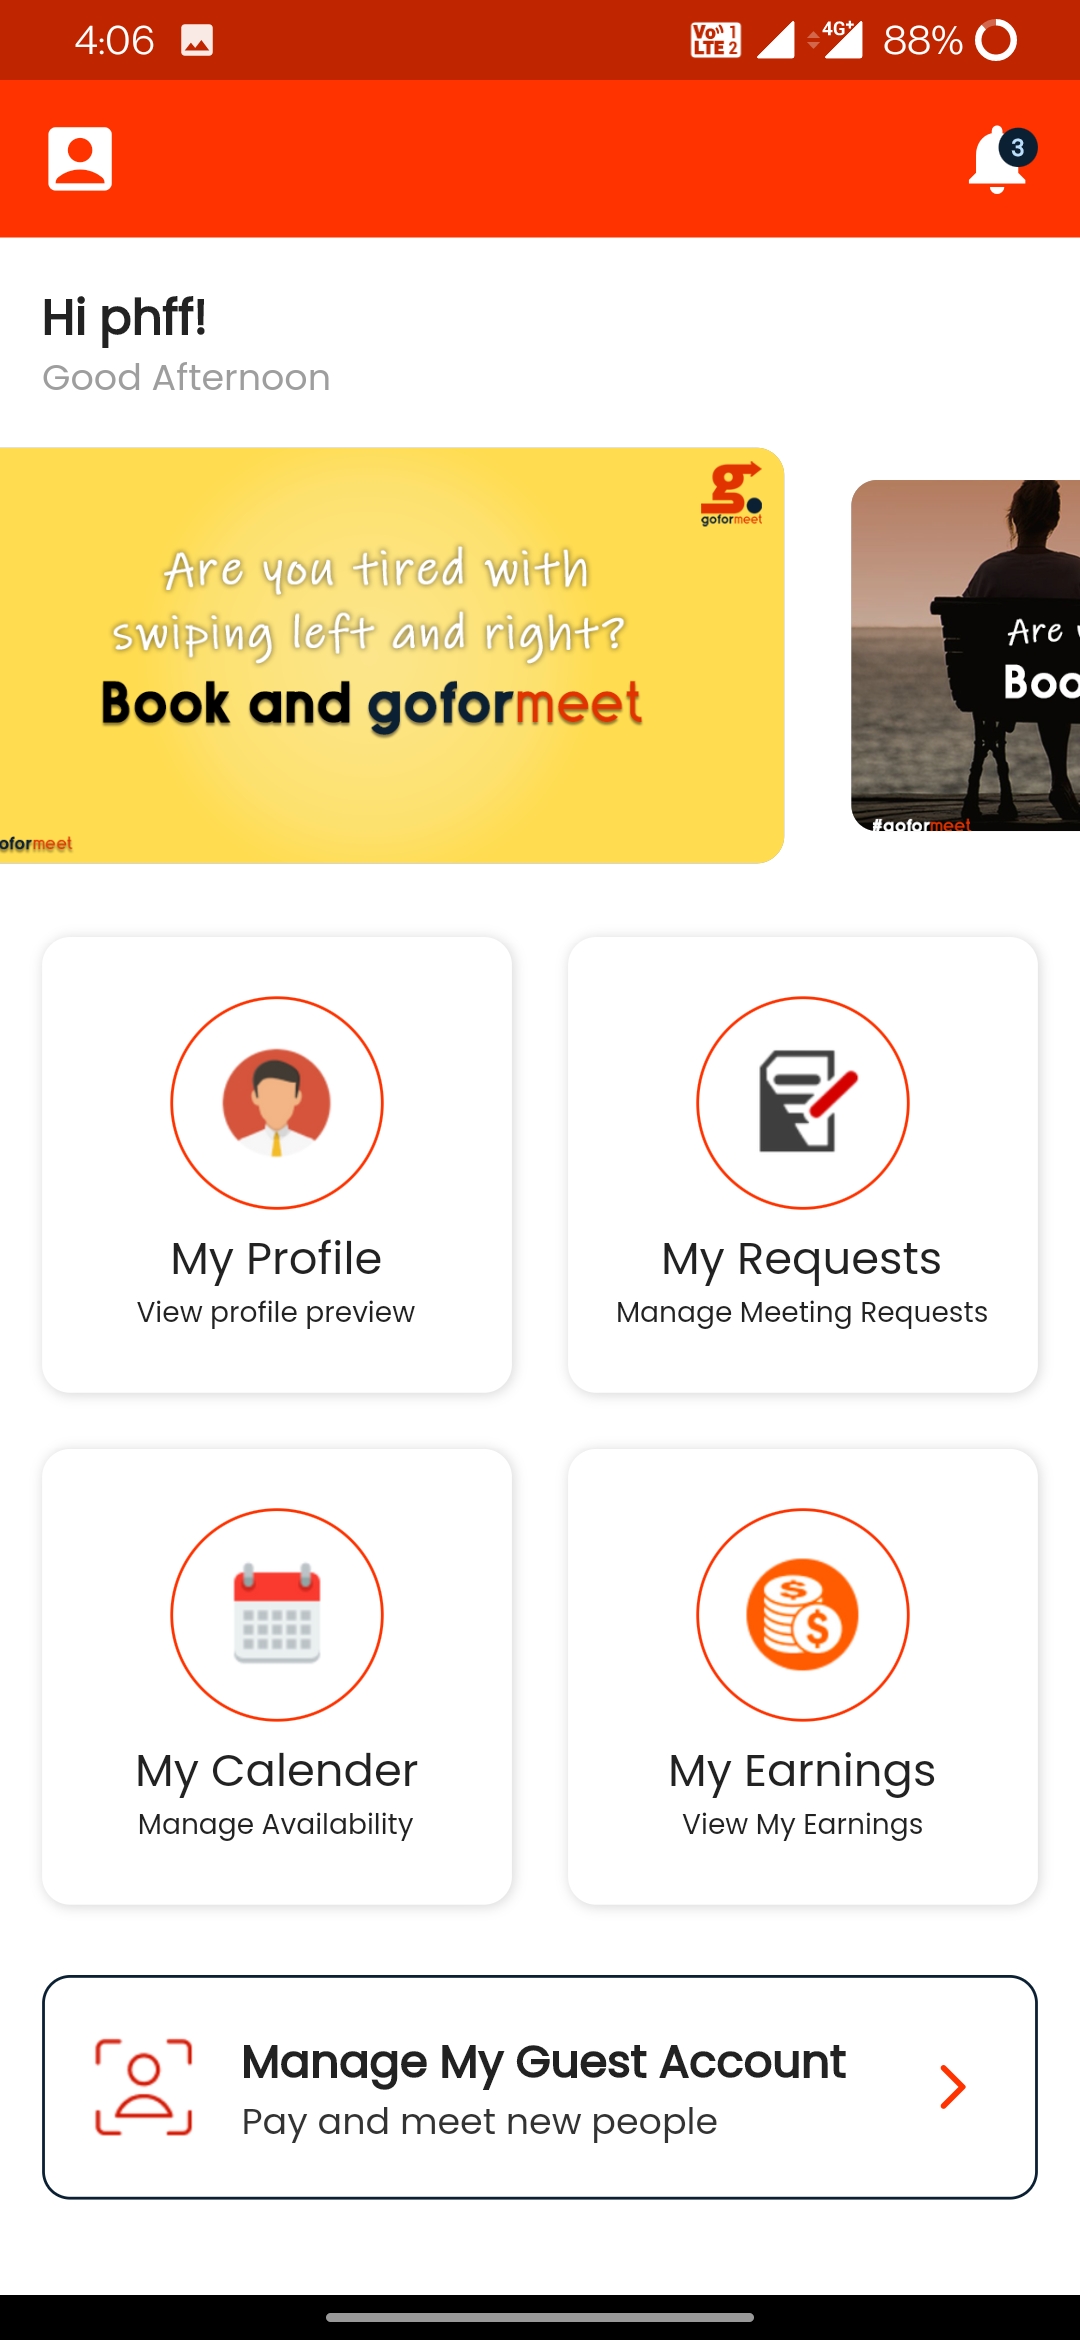 4:06
Vo)) 1
LTE 2
4G+
88%
3
Hi phff!
Good Afternoon
g.
goformeet
Are you tired with
swiping left and right?
Book and goformeet
oformeet
Are
Boo
#goformeet
My Profile
View profile preview
My Requests
Manage Meeting Requests
My Calender
Manage Availability
My Earnings
View My Earnings
Manage My Guest Account
Pay and meet new people